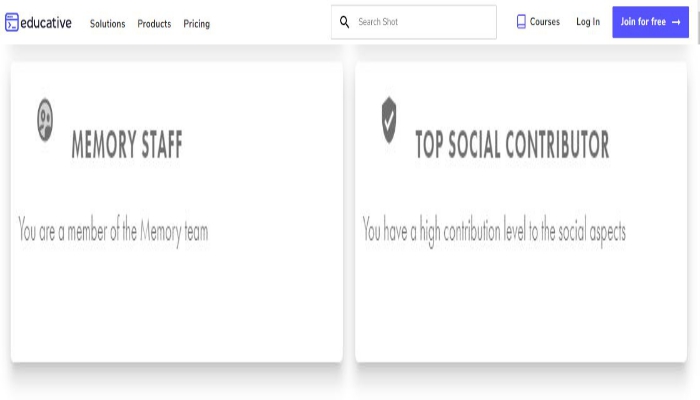 educative Solutions Products Pricing Search Shot Courses Log In Join for free →
MEMORY STAFF
You are a member of the Memory team
TOP SOCIAL CONTRIBUTOR
You have a high contribution level to the social aspects